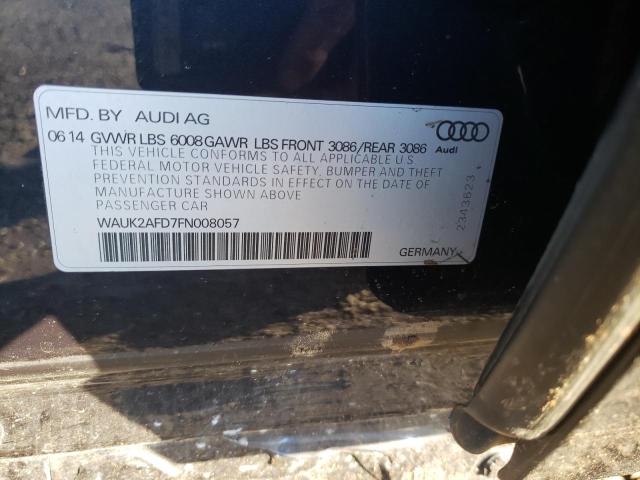 MFD. BY AUDI AG
06 14 GVWR LBS 6008 GAWR LBS FRONT 3086/REAR 3086
THIS VEHICLE CONFORMS TO ALL APPLICABLE U.S
FEDERAL MOTOR VEHICLE SAFETY, BUMPER AND THEFT
PREVENTION STANDARDS IN EFFECT ON THE DATE OF
MANUFACTURE SHOWN ABOVE
PASSENGER CAR
WAUK2AFD7FN008057
GERMANY
Audi
2343623